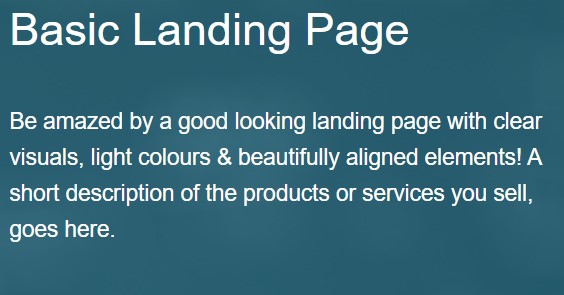 Basic Landing Page
Be amazed by a good looking landing page with clear
visuals, light colours & beautifully aligned elements! A
short description of the products or services you sell,
goes here.